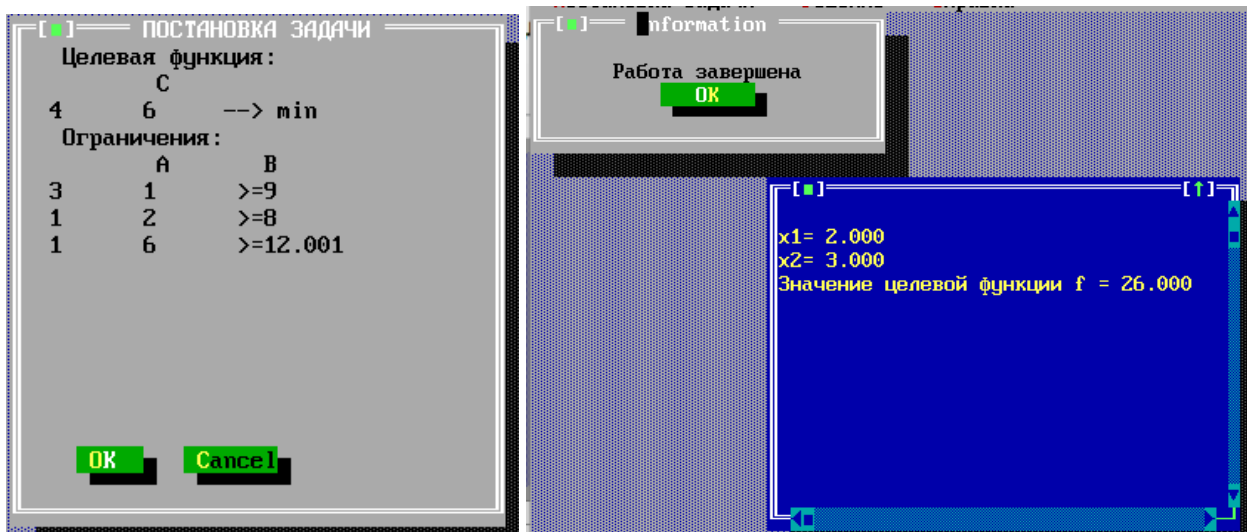 [■] ПОСТАНОВКА ЗАДАЧИ
Целевая функция:
C
4 6 --> min
Ограничения:
A B
3 1 >=9
1 2 >=8
1 6 >=12.001
OK Cancel
[■] nformation
Работа завершена
OK
[■] [↑]
x1= 2.000
x2= 3.000
Значение целевой функции f = 26.000